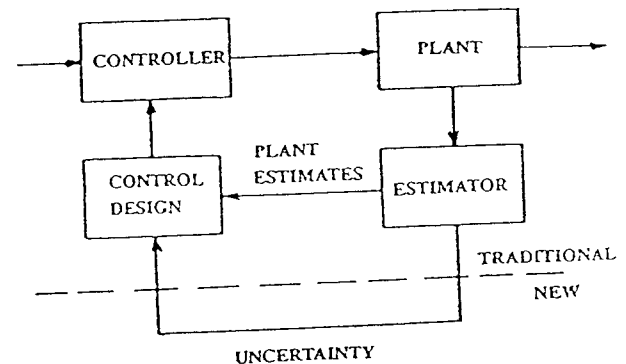 CONTROLLER
PLANT
PLANT
ESTIMATES
CONTROL
DESIGN
ESTIMATOR
TRADITIONAL
NEW
UNCERTAINTY